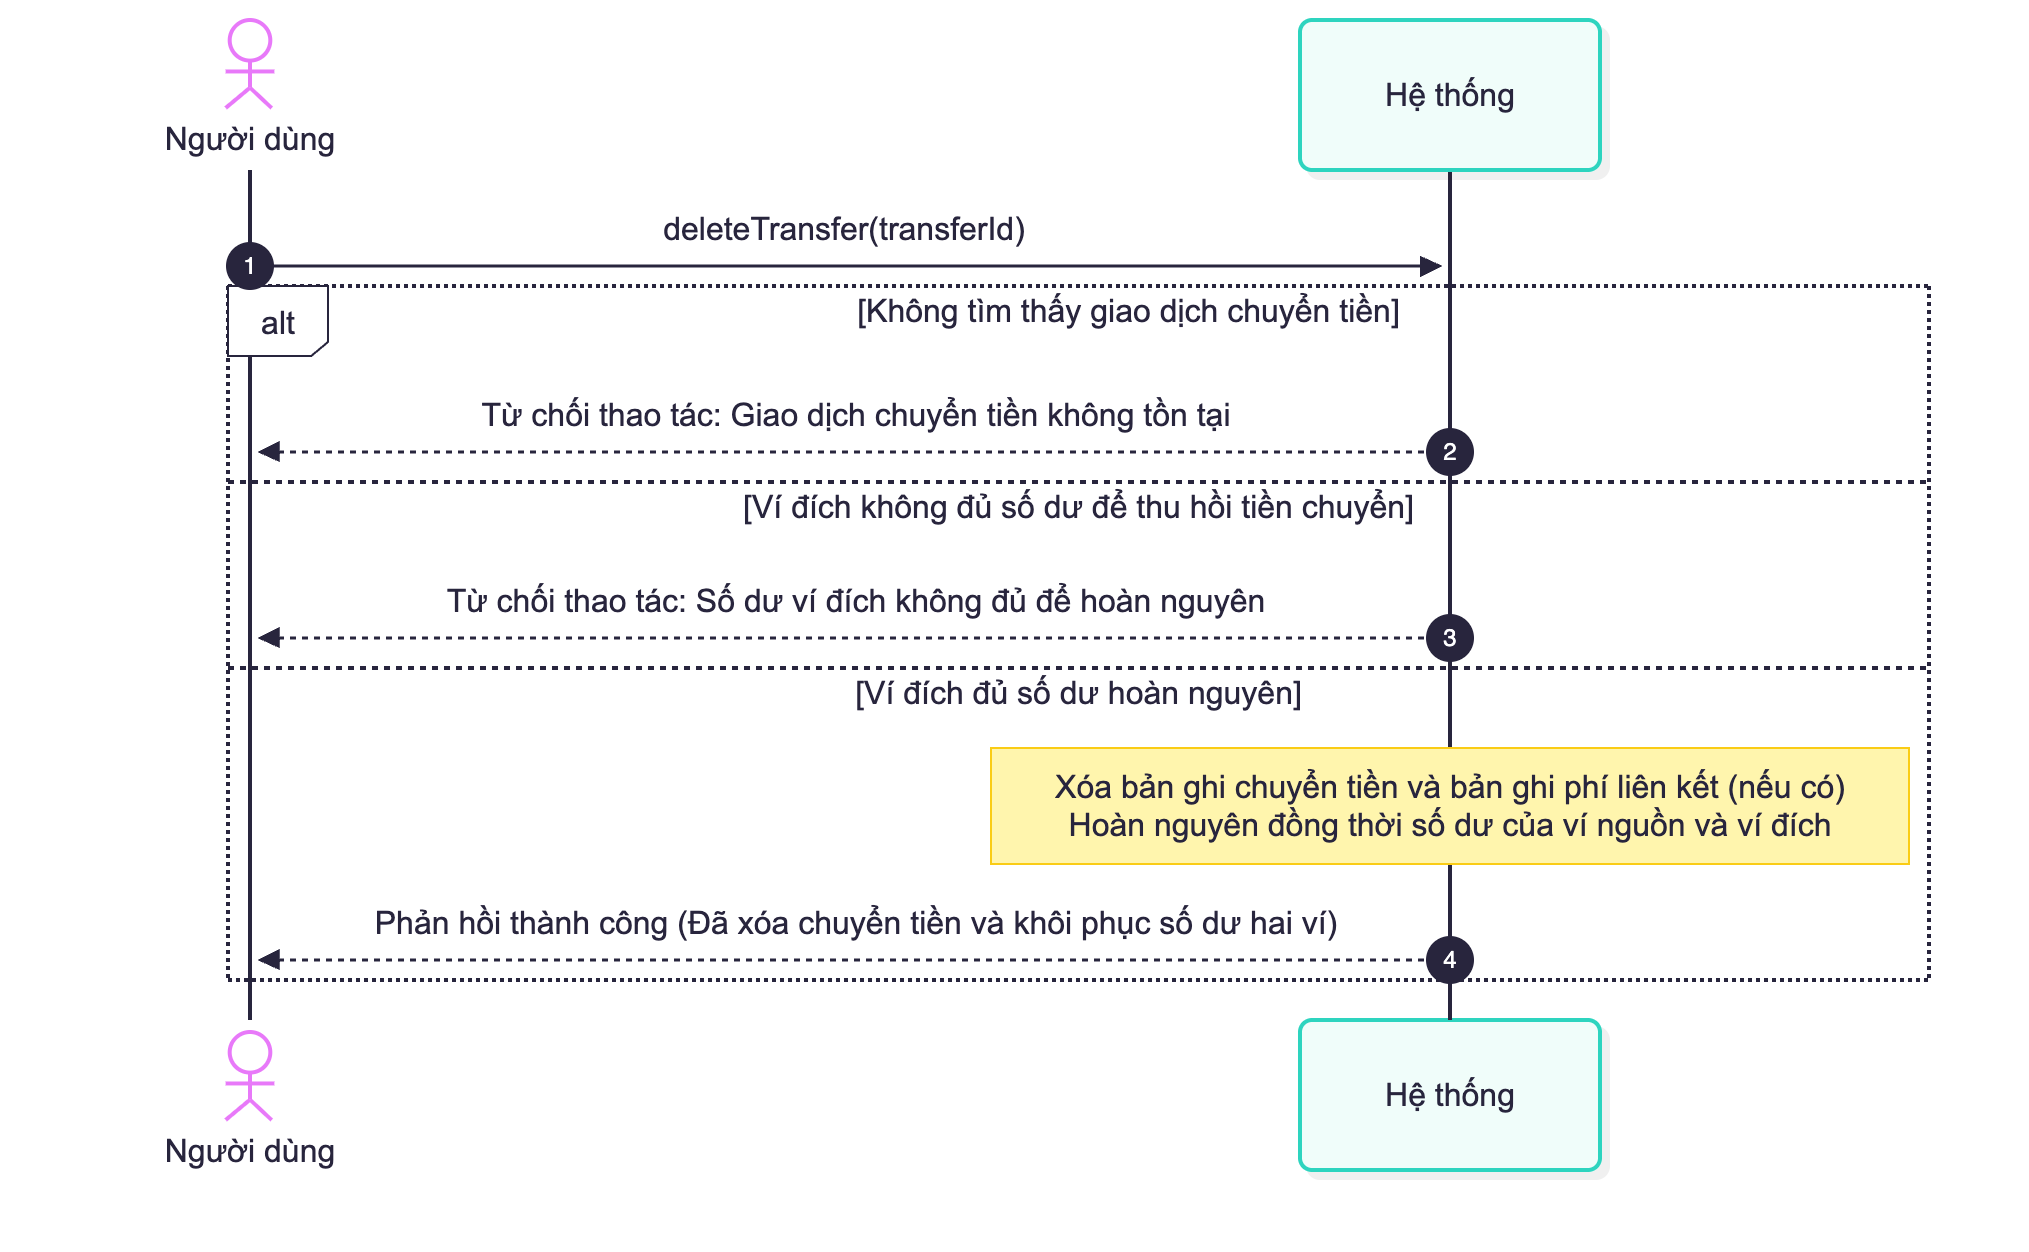 Người dùng
Hệ thống
deleteTransfer(transferId)
1
alt
[Không tìm thấy giao dịch chuyển tiền]
Từ chối thao tác: Giao dịch chuyển tiền không tồn tại
2
[Ví đích không đủ số dư để thu hồi tiền chuyển]
Từ chối thao tác: Số dư ví đích không đủ để hoàn nguyên
3
[Ví đích đủ số dư hoàn nguyên]
Xóa bản ghi chuyển tiền và bản ghi phí liên kết (nếu có)
Hoàn nguyên đồng thời số dư của ví nguồn và ví đích
Phản hồi thành công (Đã xóa chuyển tiền và khôi phục số dư hai ví)
4
Người dùng
Hệ thống